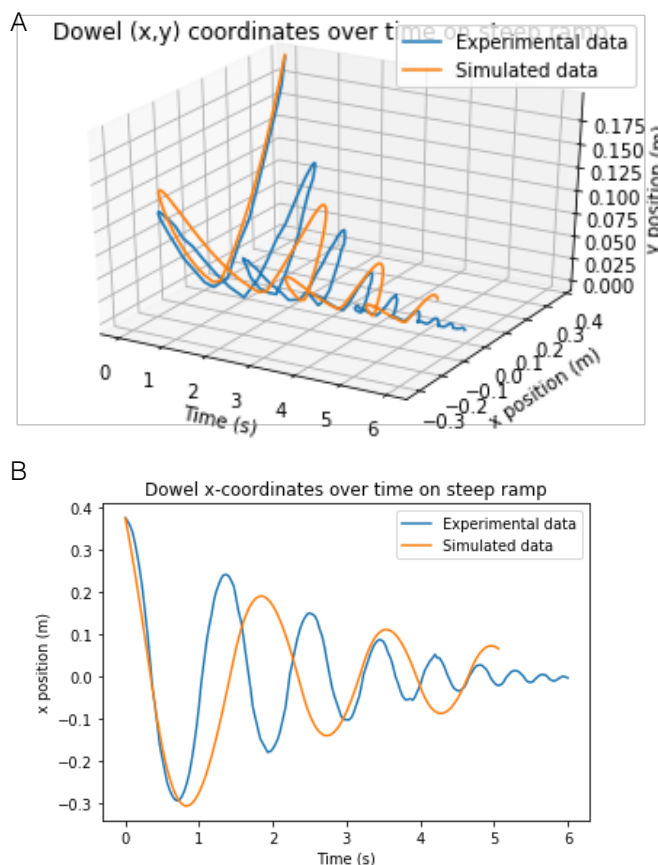 A
Dowel (x,y) coordinates over time on steep ramp
Experimental data
Simulated data
0.175
0.150
0.125
0.100
0.075
0.050
0.025
0.000
y position (m)
0.4
0.3
0.2
0.1
0.0
−0.1
−0.2
−0.3
x position (m)
0 1 2 3 4 5 6
Time (s)
B
Dowel x-coordinates over time on steep ramp
Experimental data
Simulated data
0.4
0.3
0.2
0.1
0.0
−0.1
−0.2
−0.3
x position (m)
0 1 2 3 4 5 6
Time (s)